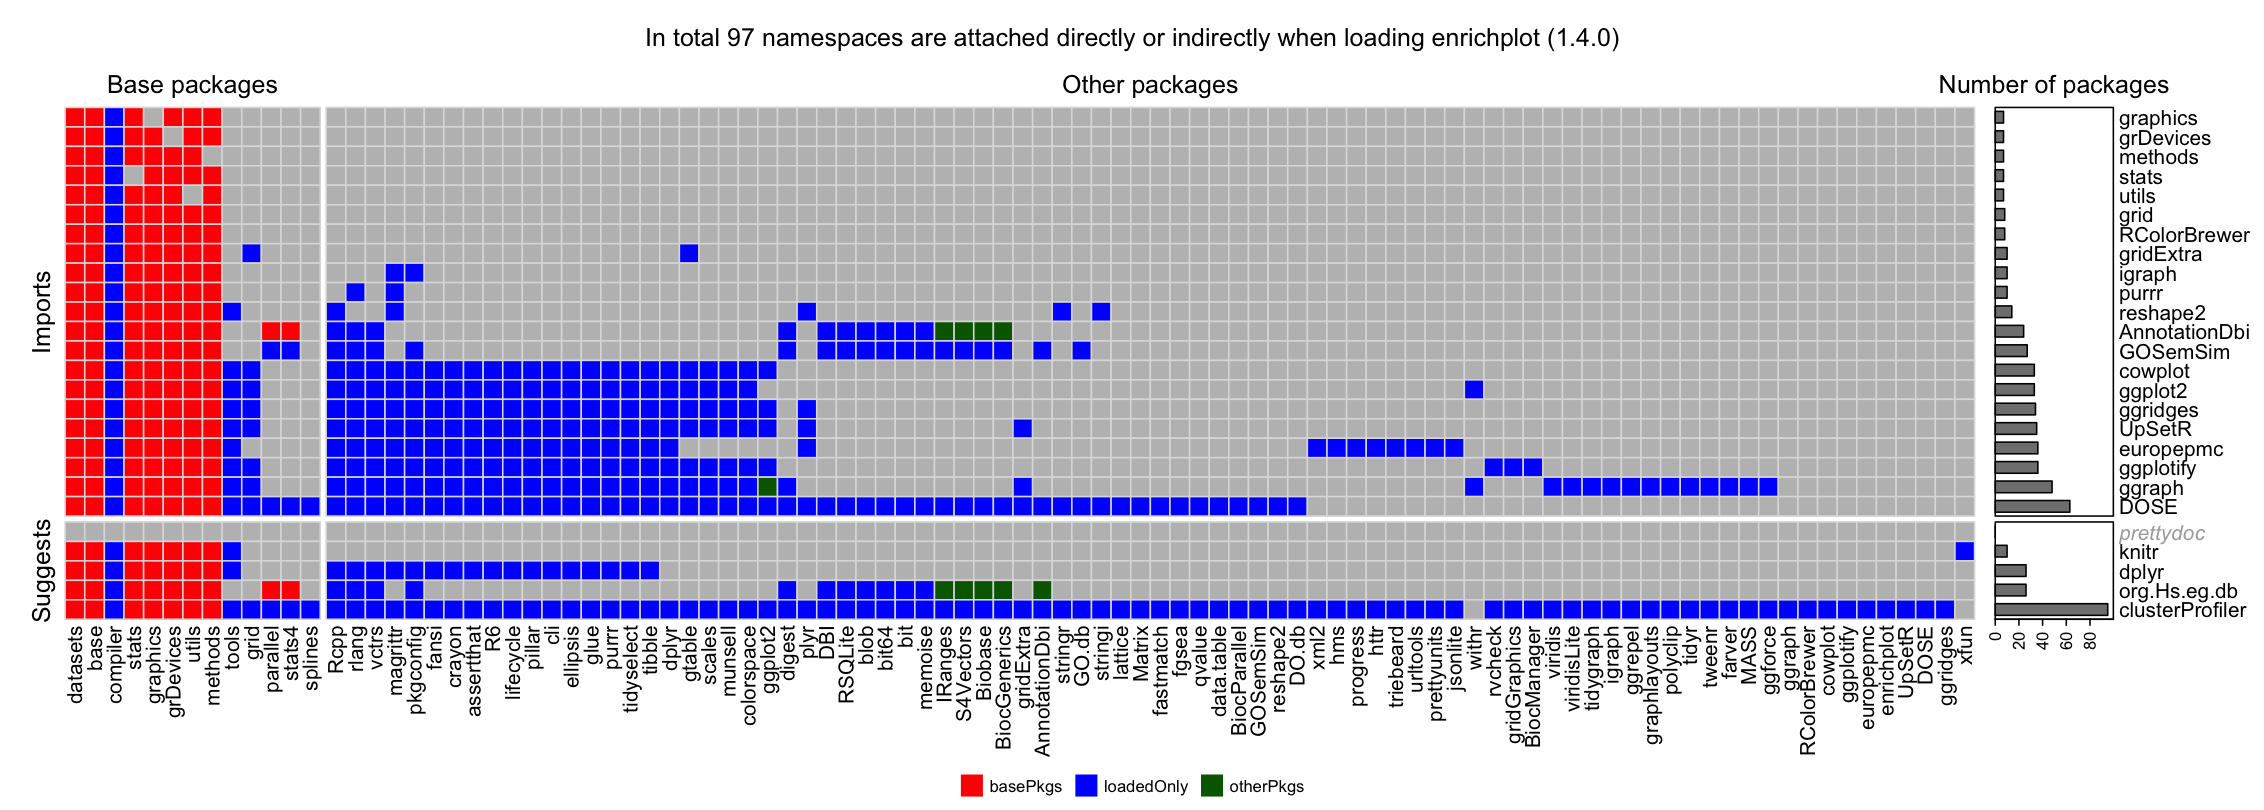 In total 97 namespaces are attached directly or indirectly when loading enrichplot (1.4.0)
Base packages
Other packages
Number of packages
Imports
graphics
grDevices
methods
stats
utils
grid
RColorBrewer
gridExtra
igraph
purrr
reshape2
AnnotationDbi
GOSemSim
cowplot
ggplot2
ggridges
UpSetR
europepmc
ggplotify
ggraph
DOSE
Suggests
prettydoc
knitr
dplyr
org.Hs.eg.db
clusterProfiler
0
20
40
60
80
datasets
base
compiler
stats
graphics
grDevices
utils
methods
tools
grid
parallel
stats4
splines
Rcpp
rlang
vctrs
magrittr
pkgconfig
fansi
crayon
assertthat
R6
lifecycle
pillar
cli
ellipsis
glue
purrr
tidyselect
tibble
dplyr
gtable
scales
munsell
colorspace
ggplot2
digest
plyr
DBI
RSQLite
blob
bit64
bit
memoise
IRanges
S4Vectors
Biobase
BiocGenerics
gridExtra
AnnotationDbi
stringr
GO.db
stringi
lattice
Matrix
fastmatch
fgsea
qvalue
data.table
BiocParallel
GOSemSim
reshape2
DO.db
xml2
hms
progress
httr
triebeard
urltools
prettyunits
jsonlite
withr
rvcheck
gridGraphics
BiocManager
viridis
viridisLite
tidygraph
igraph
ggrepel
graphlayouts
polyclip
tidyr
tweenr
farver
MASS
ggforce
ggraph
RColorBrewer
cowplot
ggplotify
europepmc
enrichplot
UpSetR
DOSE
ggridges
xfun
basePkgs
loadedOnly
otherPkgs